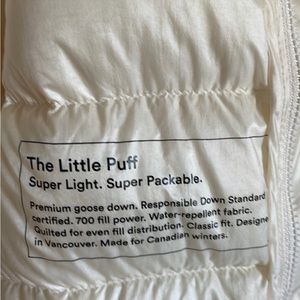 The Little Puff
Super Light. Super Packable.
Premium goose down. Responsible Down Standard
certified. 700 fill power. Water-repellent fabric.
Quilted for even fill distribution. Classic fit. Designe
in Vancouver. Made for Canadian winters.